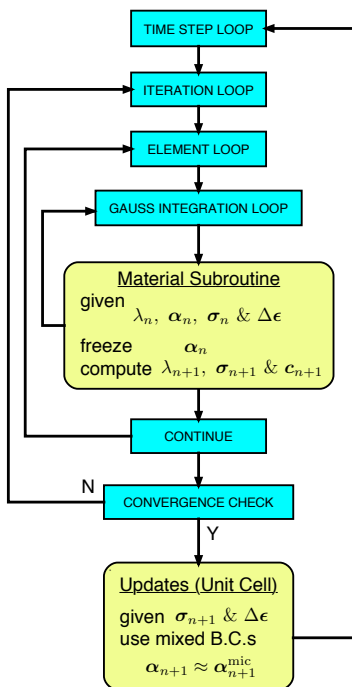 TIME STEP LOOP
ITERATION LOOP
ELEMENT LOOP
GAUSS INTEGRATION LOOP
Material Subroutine
given
λₙ, αₙ, σₙ & Δϵ
freeze αₙ
compute λₙ₊₁, σₙ₊₁ & cₙ₊₁
CONTINUE
N
CONVERGENCE CHECK
Y
Updates (Unit Cell)
given σₙ₊₁ & Δϵ
use mixed B.C.s
αₙ₊₁ ≈ αₙ₊₁ᵐⁱᶜ